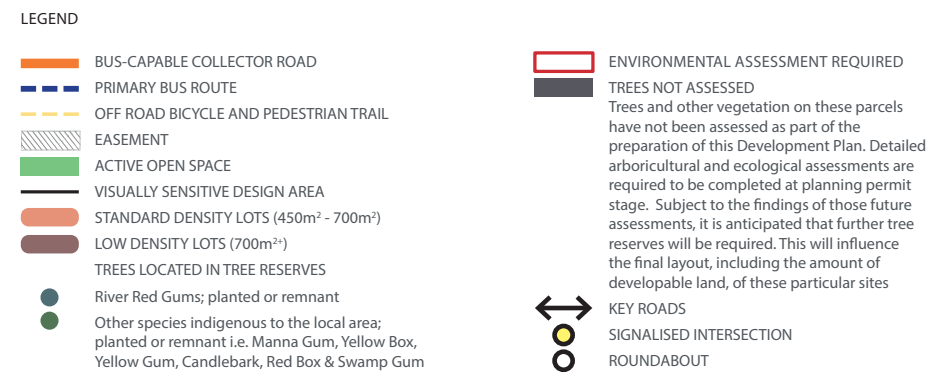 LEGEND
BUS-CAPABLE COLLECTOR ROAD
PRIMARY BUS ROUTE
OFF ROAD BICYCLE AND PEDESTRIAN TRAIL
EASEMENT
ACTIVE OPEN SPACE
VISUALLY SENSITIVE DESIGN AREA
STANDARD DENSITY LOTS (450m² - 700m²)
LOW DENSITY LOTS (700m²⁺)
TREES LOCATED IN TREE RESERVES
River Red Gums; planted or remnant
Other species indigenous to the local area;
planted or remnant i.e. Manna Gum, Yellow Box,
Yellow Gum, Candlebark, Red Box & Swamp Gum
ENVIRONMENTAL ASSESSMENT REQUIRED
TREES NOT ASSESSED
Trees and other vegetation on these parcels
have not been assessed as part of the
preparation of this Development Plan. Detailed
arboricultural and ecological assessments are
required to be completed at planning permit
stage.  Subject to the findings of those future
assessments, it is anticipated that further tree
reserves will be required. This will influence
the final layout, including the amount of
developable land, of these particular sites
KEY ROADS
SIGNALISED INTERSECTION
ROUNDABOUT